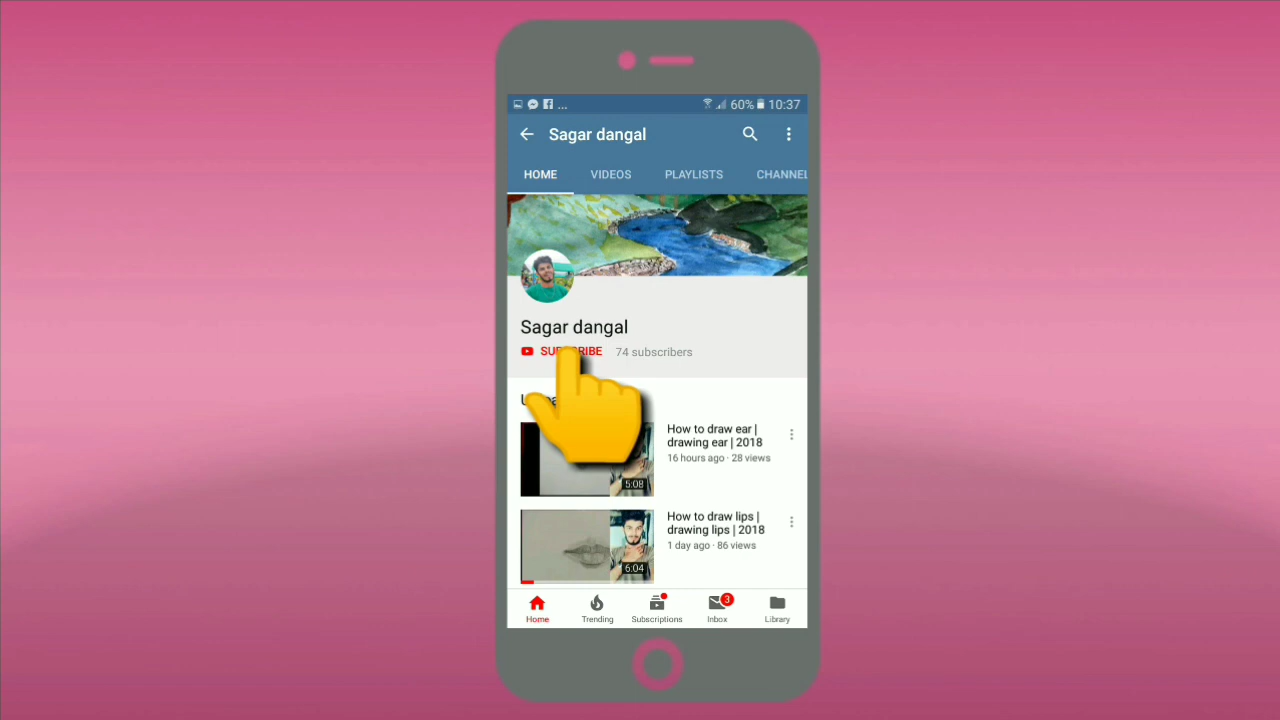 ... 60% 10:37
Sagar dangal
HOME VIDEOS PLAYLISTS CHANNEL
Sagar dangal
SUBSCRIBE 74 subscribers
How to draw ear |
drawing ear | 2018
16 hours ago · 28 views
5:08
How to draw lips |
drawing lips | 2018
1 day ago · 86 views
6:04
3
Home Trending Subscriptions Inbox Library